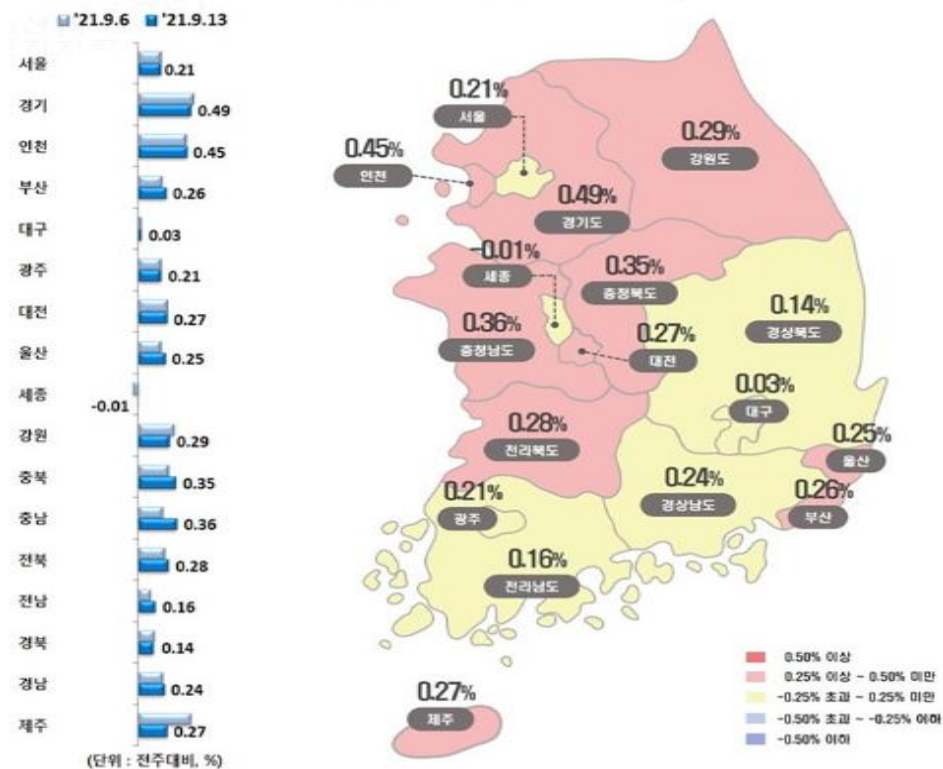 '21.9.6 '21.9.13
서울 0.21
경기 0.49
인천 0.45
부산 0.26
대구 0.03
광주 0.21
대전 0.27
울산 0.25
세종 -0.01
강원 0.29
충북 0.35
충남 0.36
전북 0.28
전남 0.16
경북 0.14
경남 0.24
제주 0.27
(단위 : 전주대비, %)
0.21%
서울
0.29%
강원도
0.45%
인천
0.49%
경기도
-0.01%
세종
0.35%
충청북도
0.14%
경상북도
0.36%
충청남도
0.27%
대전
0.03%
대구
0.28%
전라북도
0.25%
울산
0.24%
경상남도
0.26%
부산
0.21%
광주
0.16%
전라남도
0.27%
제주
0.50% 이상
0.25% 이상 ~ 0.50% 미만
-0.25% 초과 ~ 0.25% 미만
-0.50% 초과 ~ -0.25% 이하
-0.50% 이하